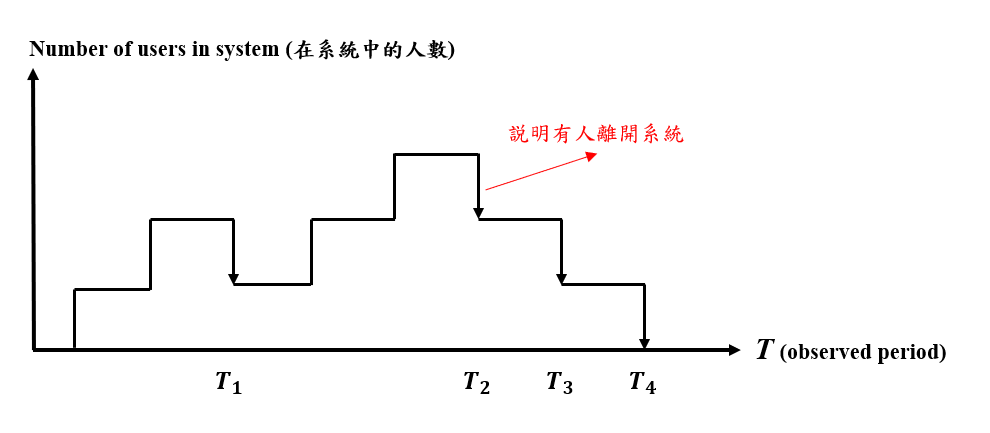 Number of users in system (在系統中的人數)
説明有人離開系統
T (observed period)
T₁ T₂ T₃ T₄